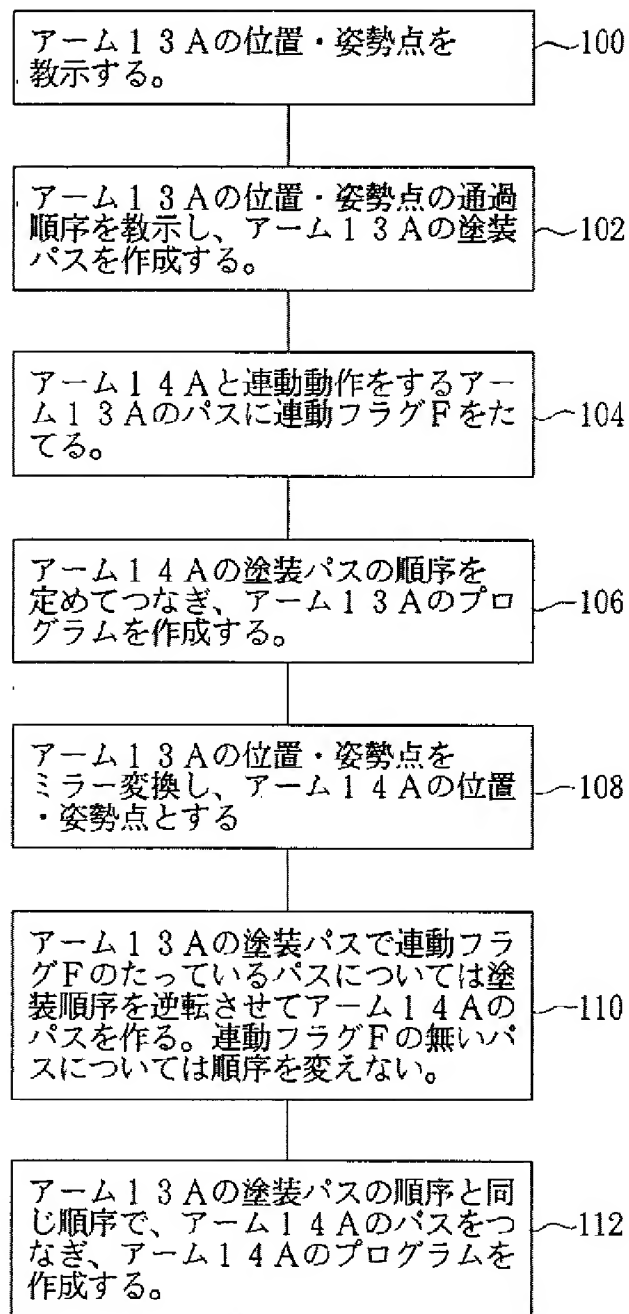 アーム１３Ａの位置・姿勢点を
教示する。
100
アーム１３Ａの位置・姿勢点の通過
順序を教示し、アーム１３Ａの塗装
パスを作成する。
102
アーム１４Ａと連動動作をするアー
ム１３Ａのパスに連動フラグＦをた
てる。
104
アーム１４Ａの塗装パスの順序を
定めてつなぎ、アーム１３Ａのプロ
グラムを作成する。
106
アーム１３Ａの位置・姿勢点を
ミラー変換し、アーム１４Ａの位置
・姿勢点とする
108
アーム１３Ａの塗装パスで連動フラ
グＦのたっているパスについては塗
装順序を逆転させてアーム１４Ａの
パスを作る。連動フラグＦの無いパ
スについては順序を変えない。
110
アーム１３Ａの塗装パスの順序と同
じ順序で、アーム１４Ａのパスをつ
なぎ、アーム１４Ａのプログラムを
作成する。
112